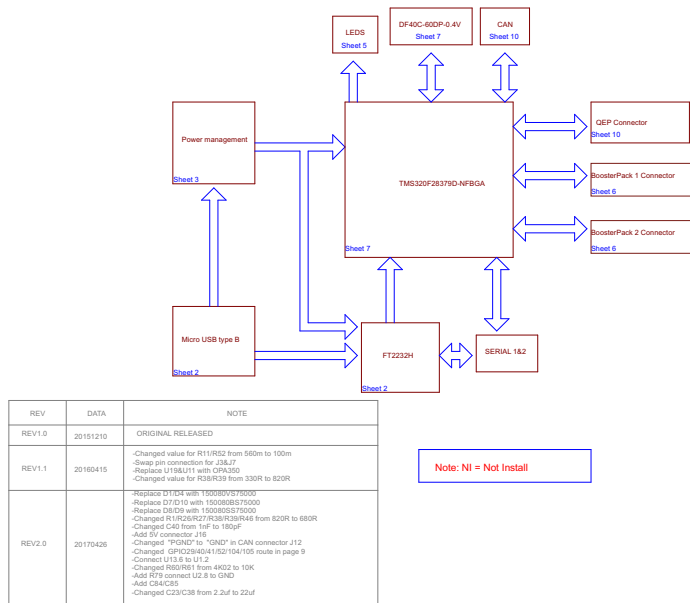 LEDS
Sheet 5
DF40C-60DP-0.4V
Sheet 7
CAN
Sheet 10
Power management
Sheet 3
TMS320F28379D-NFBGA
Sheet 7
QEP Connector
Sheet 10
BoosterPack 1 Connector
Sheet 6
BoosterPack 2 Connector
Sheet 6
Micro USB type B
Sheet 2
FT2232H
Sheet 2
SERIAL 1&2
REV DATA NOTE
REV1.0 20151210 ORIGINAL RELEASED
REV1.1 20160415
-Changed value for R11/R52 from 560m to 100m
-Swap pin connection for J3&J7
-Replace U19&U11 with OPA350
-Changed value for R38/R39 from 330R to 820R
REV2.0 20170426
-Replace D1/D4 with 150080VS75000
-Replace D7/D10 with 150080BS75000
-Replace D8/D9 with 150080SS75000
-Changed R1/R26/R27/R38/R39/R46 from 820R to 680R
-Changed C40 from 1nF to 180pF
-Add 5V connector J16
-Changed "PGND" to "GND" in CAN connector J12
-Changed GPIO29/40/41/52/104/105 route in page 9
-Connect U13.6 to U1.2
-Changed R60/R61 from 4K02 to 10K
-Add R79 connect U2.8 to GND
-Add C84/C85
-Changed C23/C38 from 2.2uf to 22uf
Note: NI = Not Install